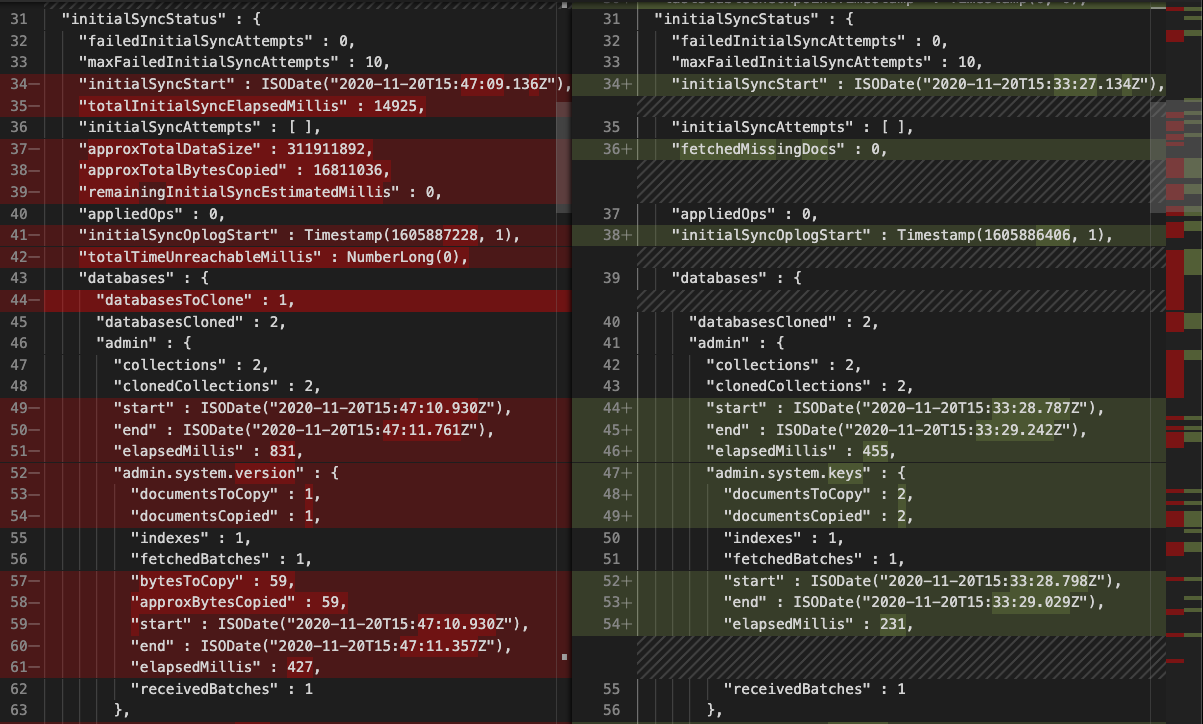 31 "initialSyncStatus" : {
32 "failedInitialSyncAttempts" : 0,
33 "maxFailedInitialSyncAttempts" : 10,
34— "initialSyncStart" : ISODate("2020-11-20T15:47:09.136Z"),
35— "totalInitialSyncElapsedMillis" : 14925,
36 "initialSyncAttempts" : [ ],
37— "approxTotalDataSize" : 311911892,
38— "approxTotalBytesCopied" : 16811036,
39— "remainingInitialSyncEstimatedMillis" : 0,
40 "appliedOps" : 0,
41— "initialSyncOplogStart" : Timestamp(1605887228, 1),
42— "totalTimeUnreachableMillis" : NumberLong(0),
43 "databases" : {
44— "databasesToClone" : 1,
45 "databasesCloned" : 2,
46 "admin" : {
47 "collections" : 2,
48 "clonedCollections" : 2,
49— "start" : ISODate("2020-11-20T15:47:10.930Z"),
50— "end" : ISODate("2020-11-20T15:47:11.761Z"),
51— "elapsedMillis" : 831,
52— "admin.system.version" : {
53— "documentsToCopy" : 1,
54— "documentsCopied" : 1,
55 "indexes" : 1,
56 "fetchedBatches" : 1,
57— "bytesToCopy" : 59,
58— "approxBytesCopied" : 59,
59— "start" : ISODate("2020-11-20T15:47:10.930Z"),
60— "end" : ISODate("2020-11-20T15:47:11.357Z"),
61— "elapsedMillis" : 427,
62 "receivedBatches" : 1
63 },
31 "initialSyncStatus" : {
32 "failedInitialSyncAttempts" : 0,
33 "maxFailedInitialSyncAttempts" : 10,
34+ "initialSyncStart" : ISODate("2020-11-20T15:33:27.134Z"),
35 "initialSyncAttempts" : [ ],
36+ "fetchedMissingDocs" : 0,
37 "appliedOps" : 0,
38+ "initialSyncOplogStart" : Timestamp(1605886406, 1),
39 "databases" : {
40 "databasesCloned" : 2,
41 "admin" : {
42 "collections" : 2,
43 "clonedCollections" : 2,
44+ "start" : ISODate("2020-11-20T15:33:28.787Z"),
45+ "end" : ISODate("2020-11-20T15:33:29.242Z"),
46+ "elapsedMillis" : 455,
47+ "admin.system.keys" : {
48+ "documentsToCopy" : 2,
49+ "documentsCopied" : 2,
50 "indexes" : 1,
51 "fetchedBatches" : 1,
52+ "start" : ISODate("2020-11-20T15:33:28.798Z"),
53+ "end" : ISODate("2020-11-20T15:33:29.029Z"),
54+ "elapsedMillis" : 231,
55 "receivedBatches" : 1
56 },